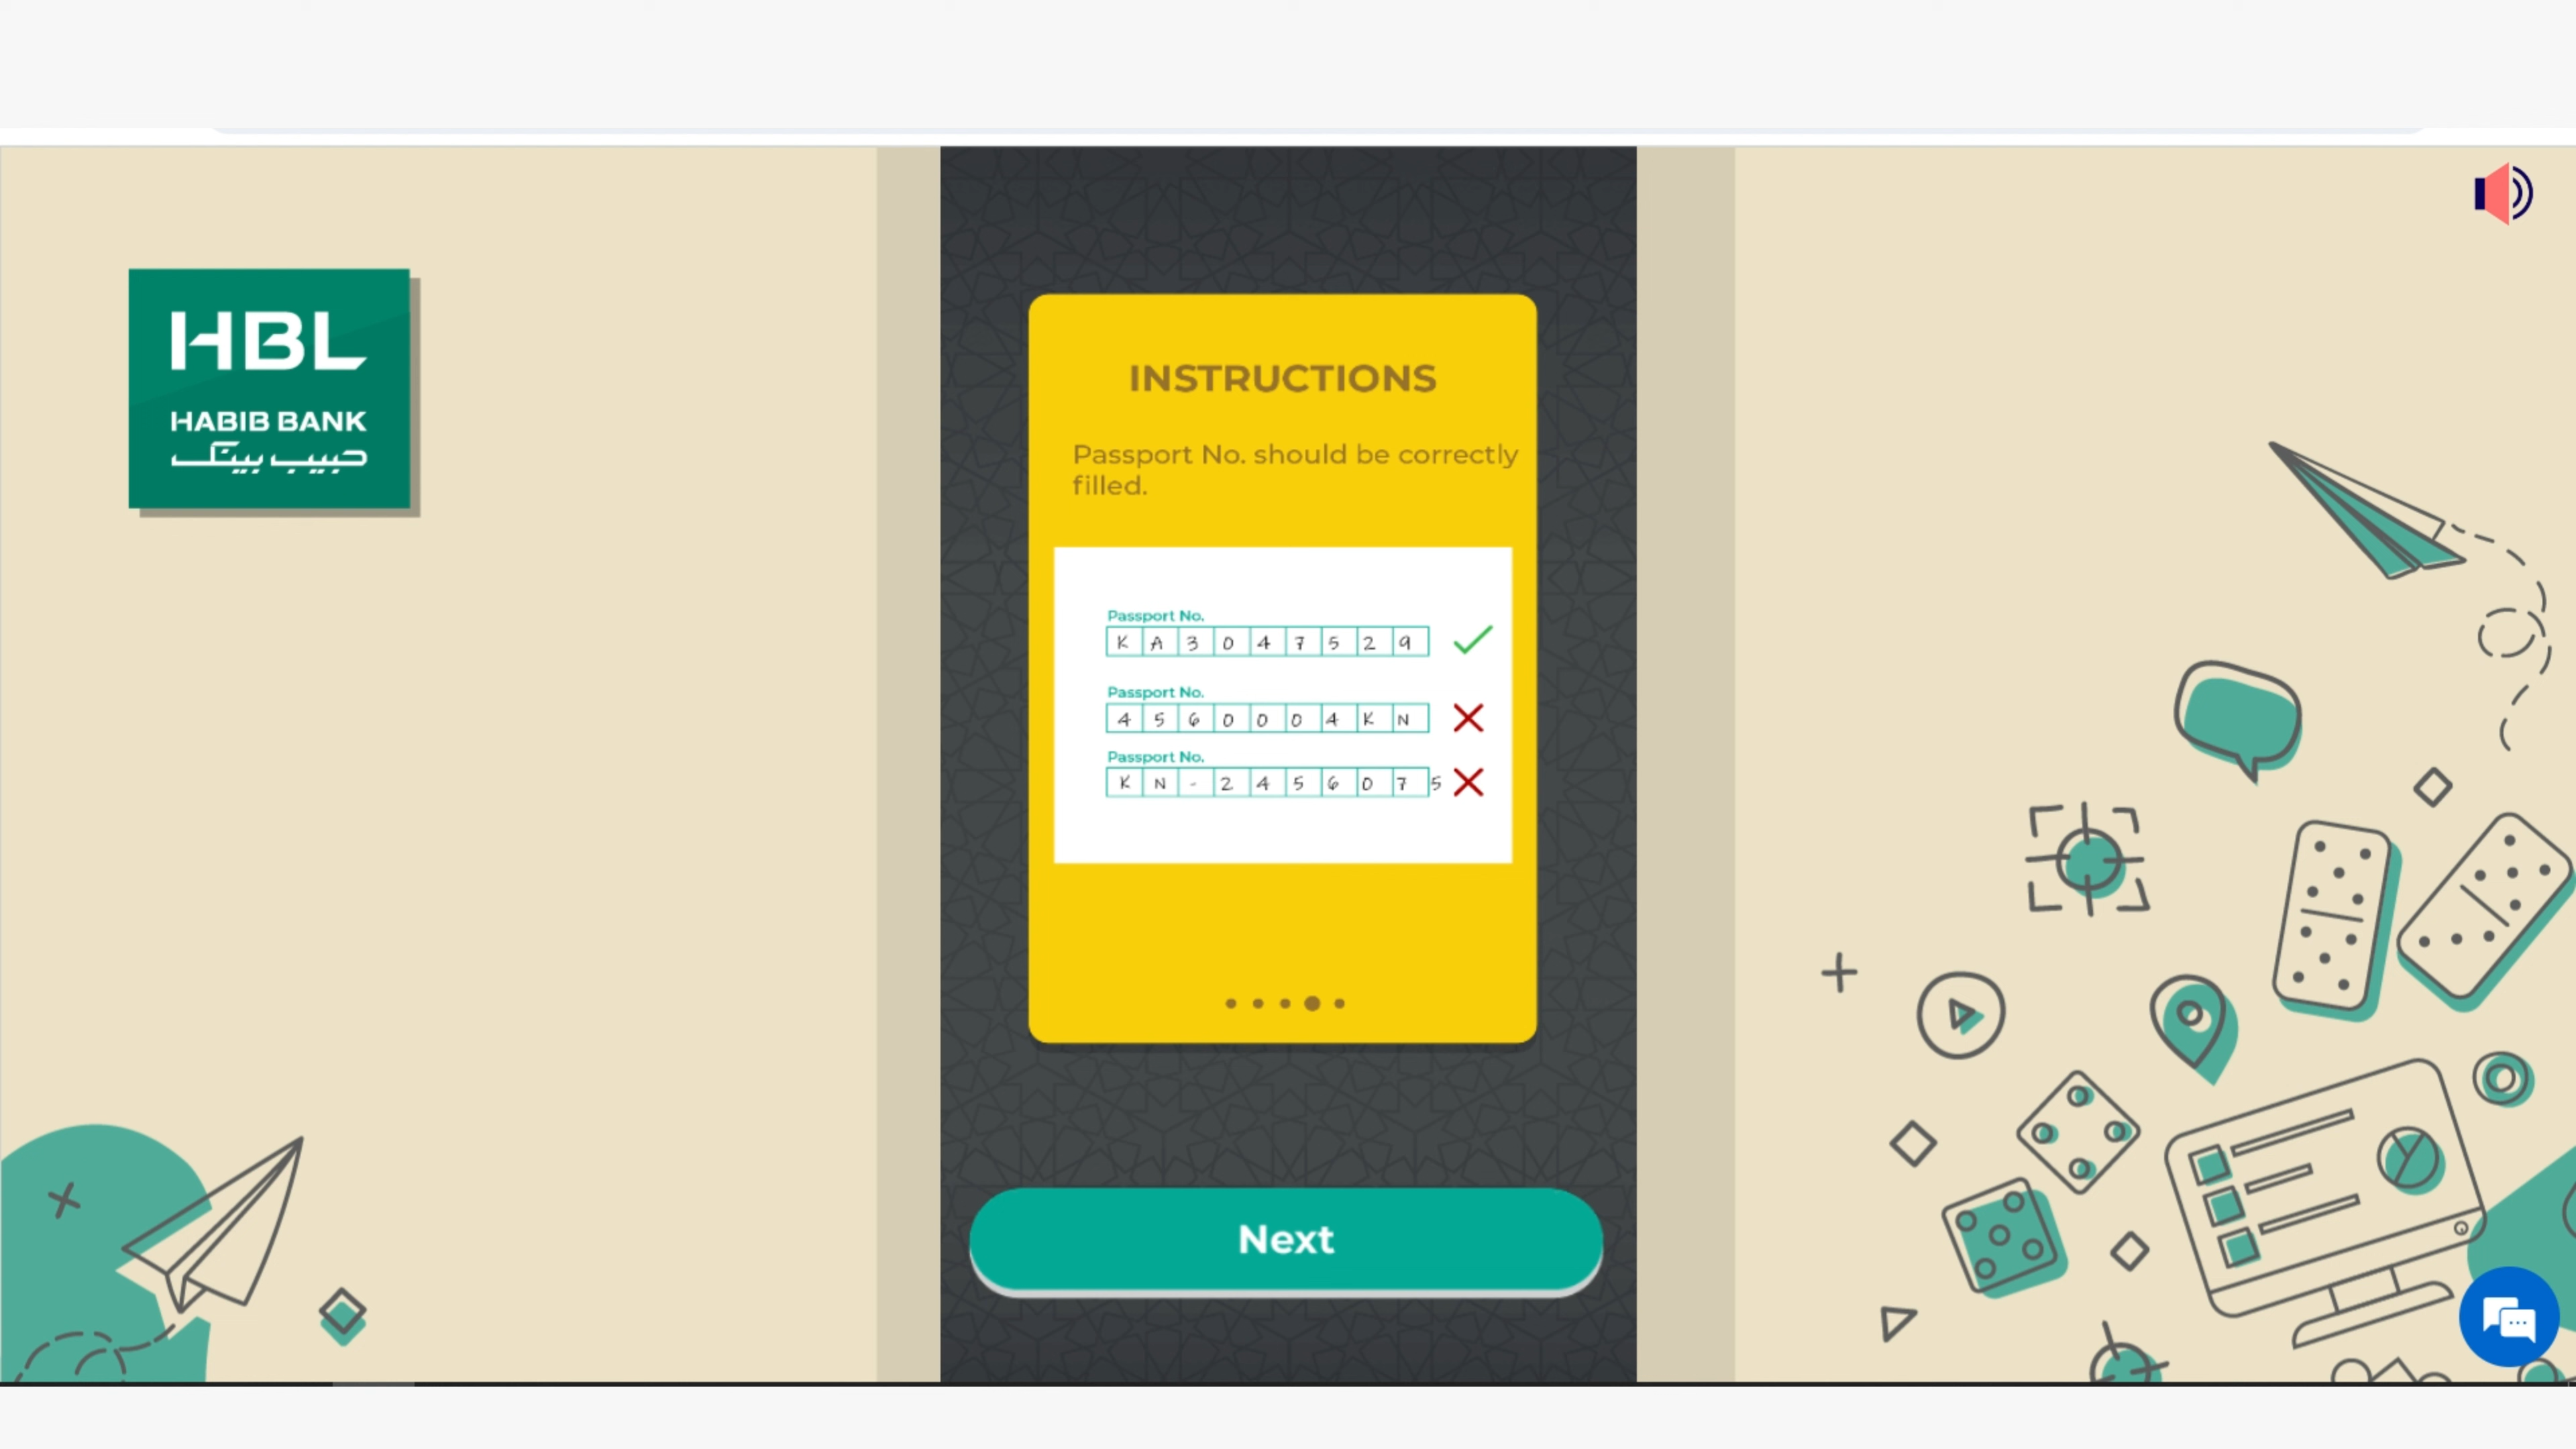 HBL
HABIB BANK
حبيب بينك
INSTRUCTIONS
Passport No. should be correctly
filled.
Passport No.
K A 3 0 4 7 5 2 9
Passport No.
4 5 6 0 0 0 4 K N
Passport No.
K N - 2 4 5 6 0 7 5
Next